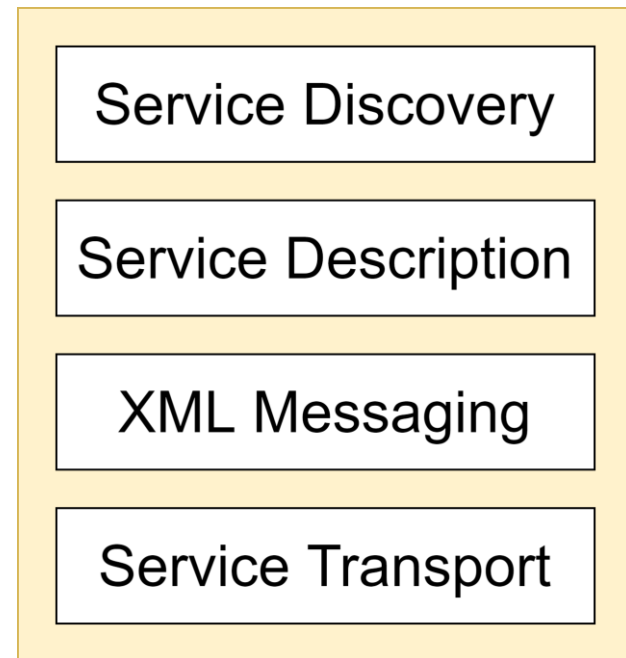 Service Discovery
Service Description
XML Messaging
Service Transport